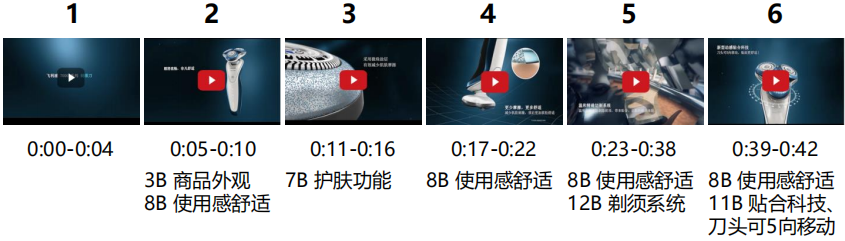 1 2 3 4 5 6
0:00-0:04 0:05-0:10 0:11-0:16 0:17-0:22 0:23-0:38 0:39-0:42
3B 商品外观
8B 使用感舒适
7B 护肤功能
8B 使用感舒适
8B 使用感舒适
12B 剃须系统
8B 使用感舒适
11B 贴合科技、
刀头可5向移动